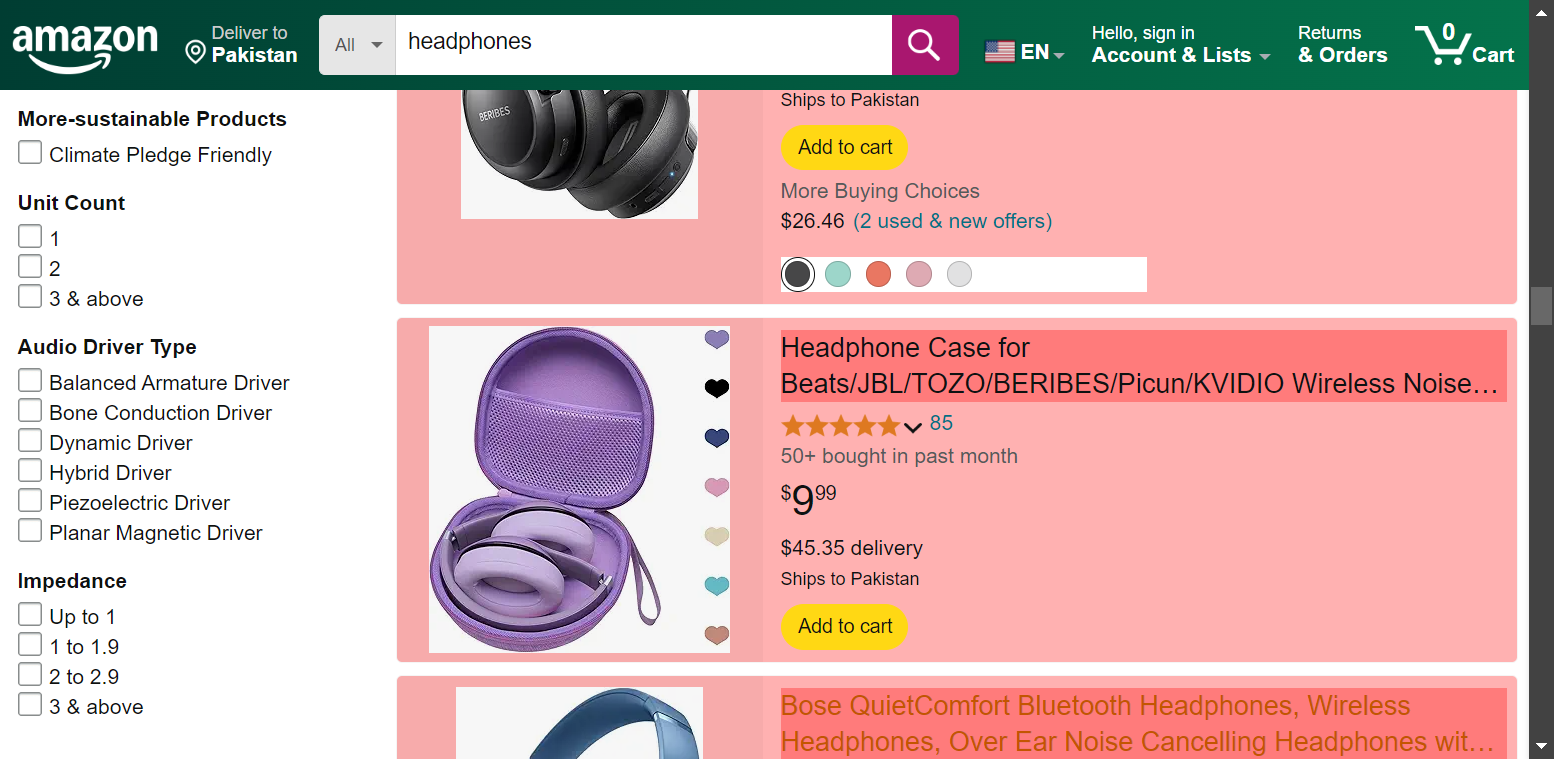 amazon
Deliver to
Pakistan
All
headphones
EN
Hello, sign in
Account & Lists
Returns
& Orders
0
Cart
More-sustainable Products
Climate Pledge Friendly
Unit Count
1
2
3 & above
Audio Driver Type
Balanced Armature Driver
Bone Conduction Driver
Dynamic Driver
Hybrid Driver
Piezoelectric Driver
Planar Magnetic Driver
Impedance
Up to 1
1 to 1.9
2 to 2.9
3 & above
BERIBES
Ships to Pakistan
Add to cart
More Buying Choices
$26.46 (2 used & new offers)
Headphone Case for
Beats/JBL/TOZO/BERIBES/Picun/KVIDIO Wireless Noise…
85
50+ bought in past month
$999
$45.35 delivery
Ships to Pakistan
Add to cart
Bose QuietComfort Bluetooth Headphones, Wireless
Headphones, Over Ear Noise Cancelling Headphones wit…